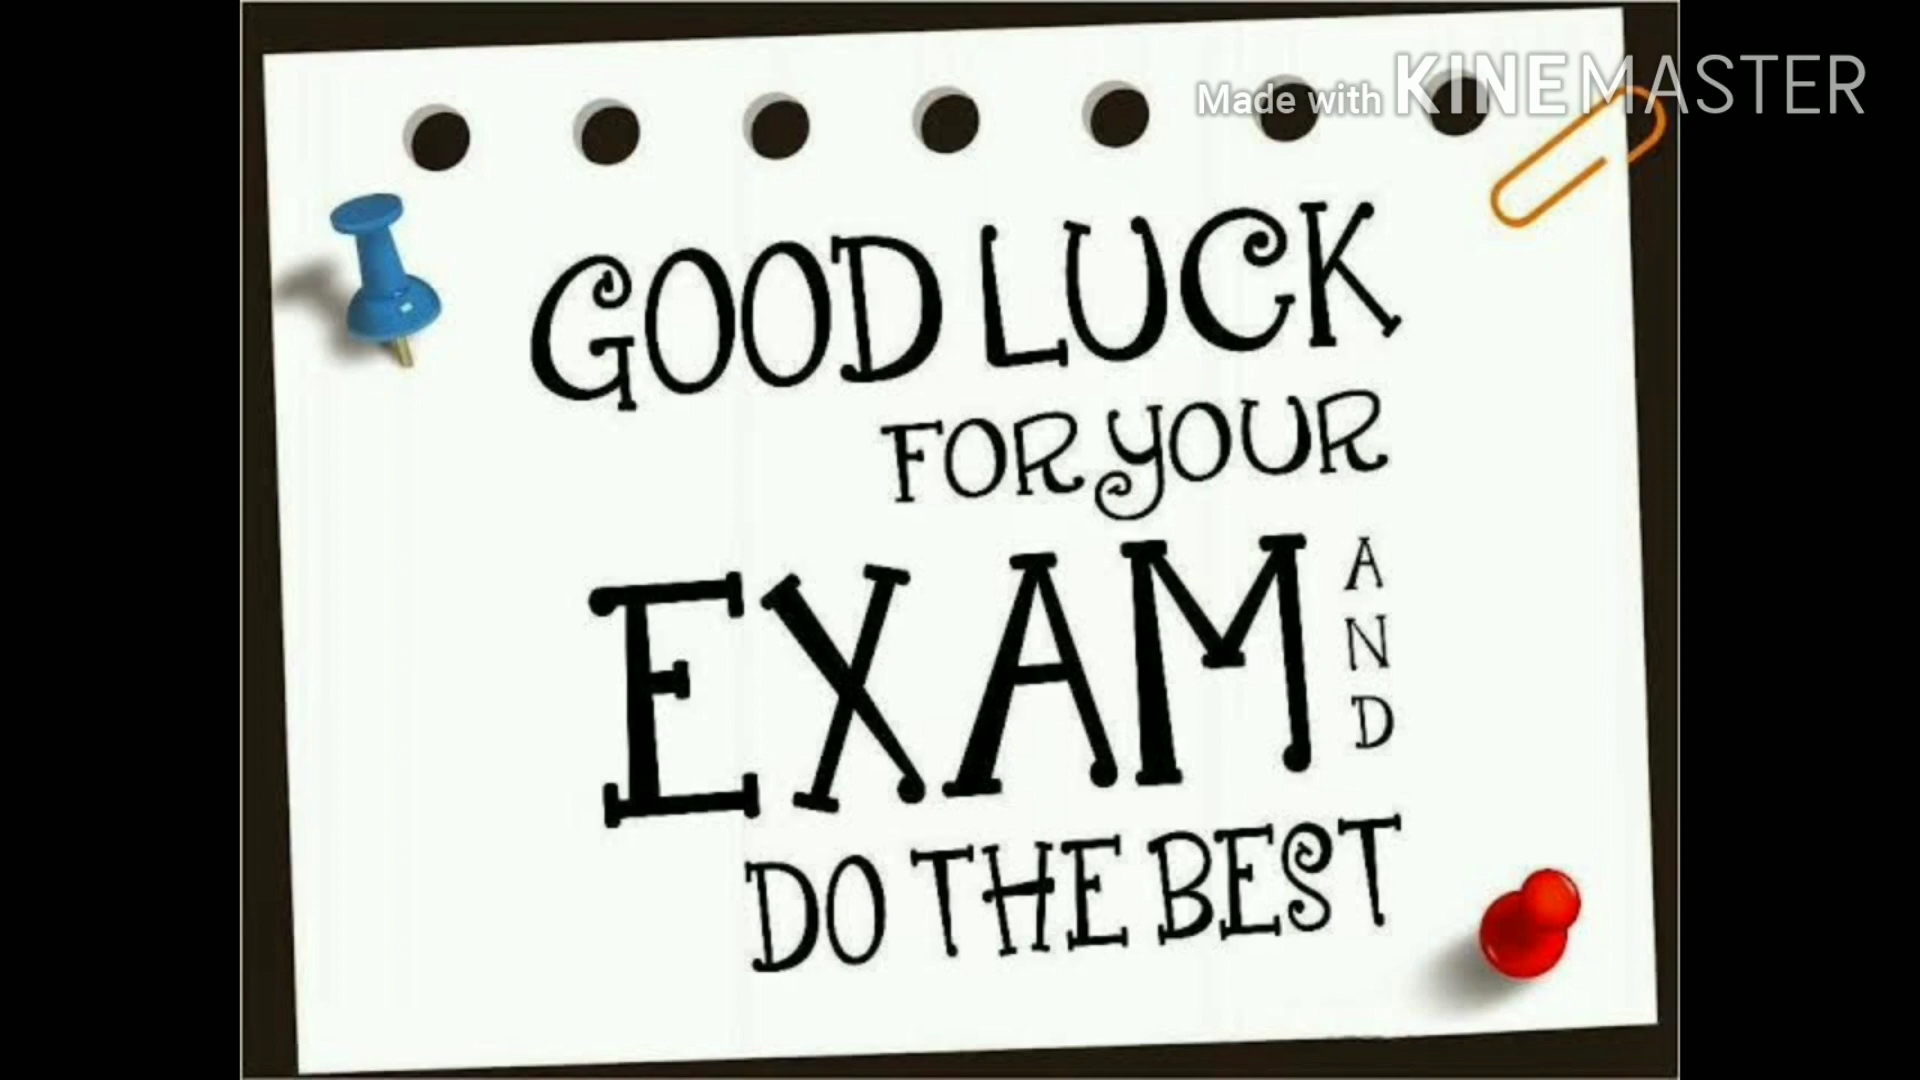 Made with KINEMASTER
GOOD LUCK
FOR YOUR
EXAM AND
DO THE BEST